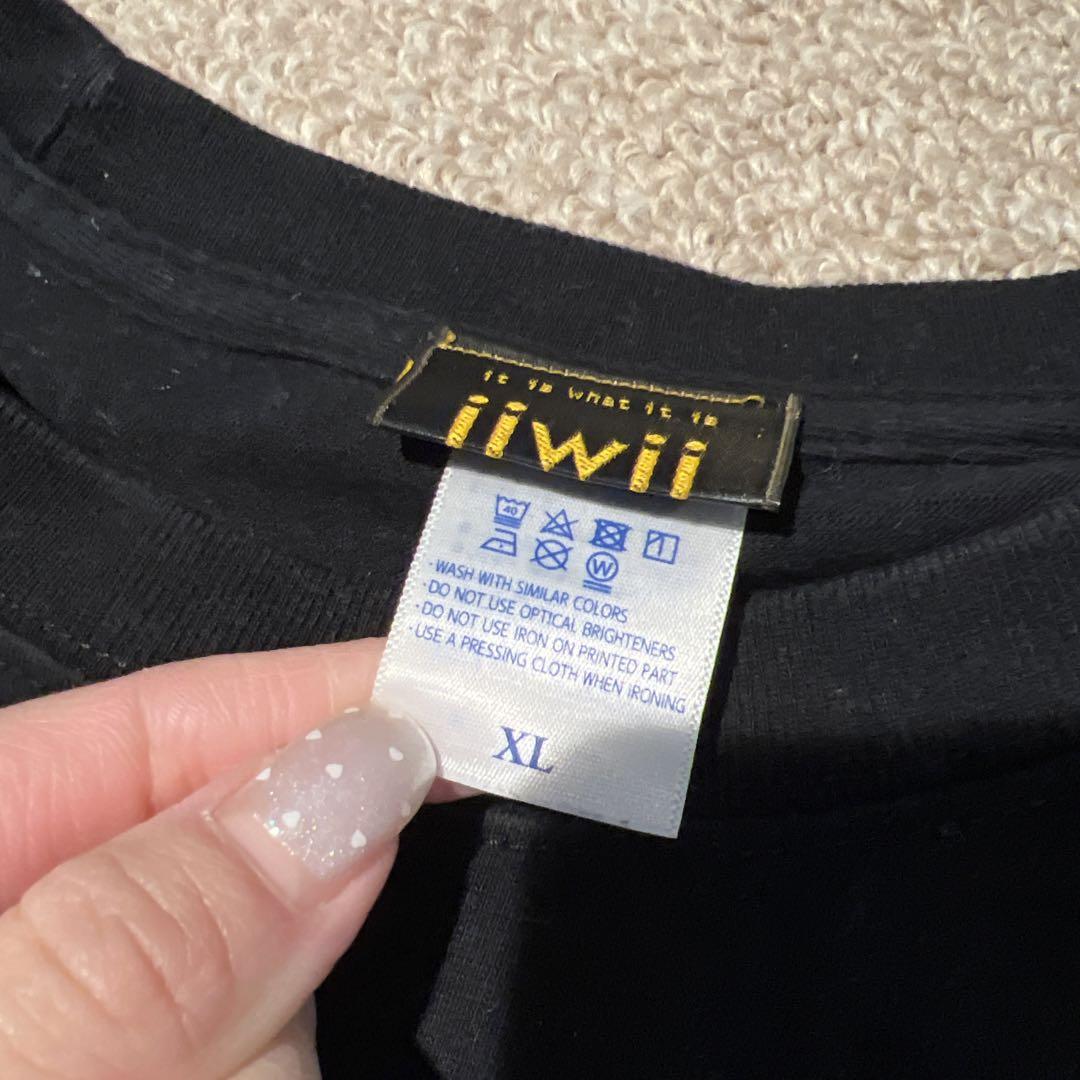 it is what it is
iiwii
40
W
· WASH WITH SIMILAR COLORS
· DO NOT USE OPTICAL BRIGHTENERS
· DO NOT USE IRON ON PRINTED PART
· USE A PRESSING CLOTH WHEN IRONING
XL